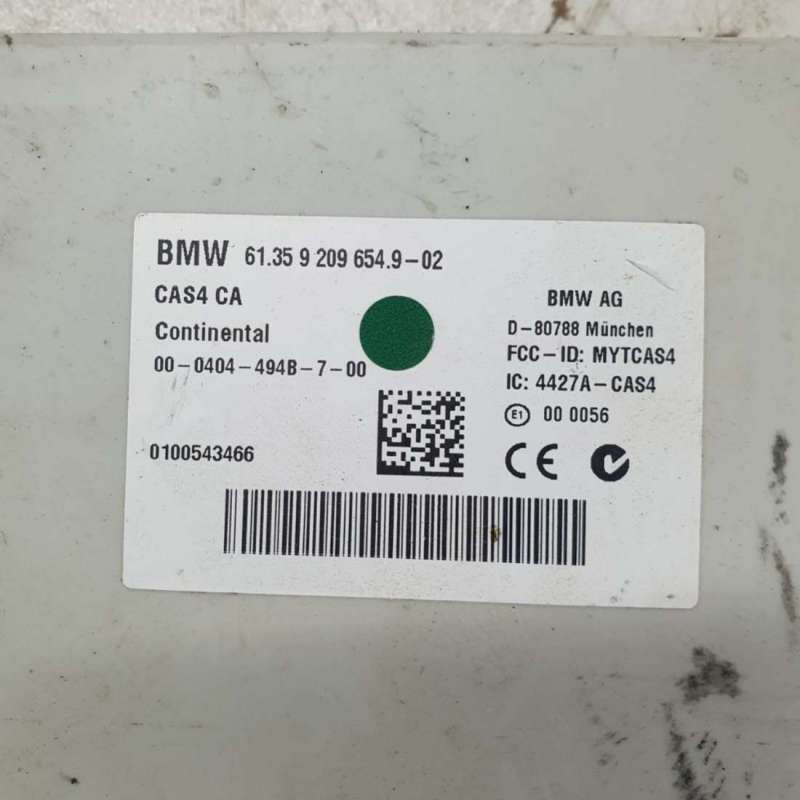 BMW 61.35 9 209 654.9-02
CAS4 CA
Continental
00-0404-494B-7-00
0100543466
BMW AG
D-80788 München
FCC-ID: MYTCAS4
IC: 4427A-CAS4
E1 00 0056
CE